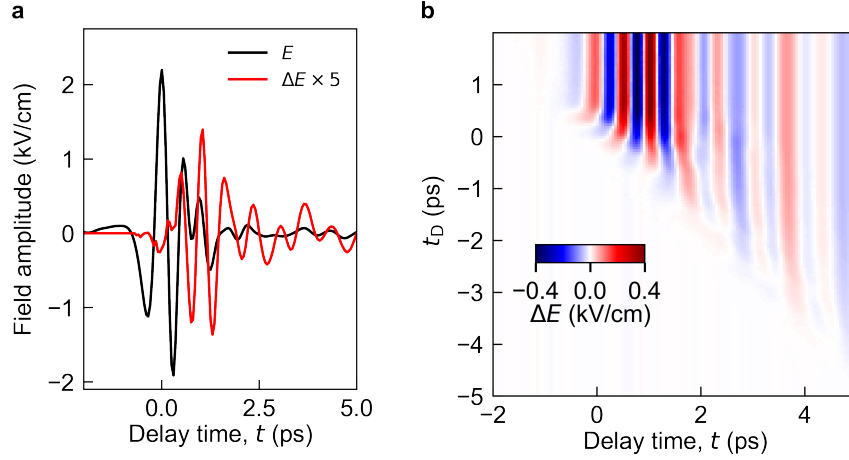 a
E
ΔE × 5
Field amplitude (kV/cm)
2
1
0
−1
−2
0.0
2.5
5.0
Delay time, t (ps)
b
t_D (ps)
1
0
−1
−2
−3
−4
−5
−0.4
0.0
0.4
ΔE (kV/cm)
−2
0
2
4
Delay time, t (ps)